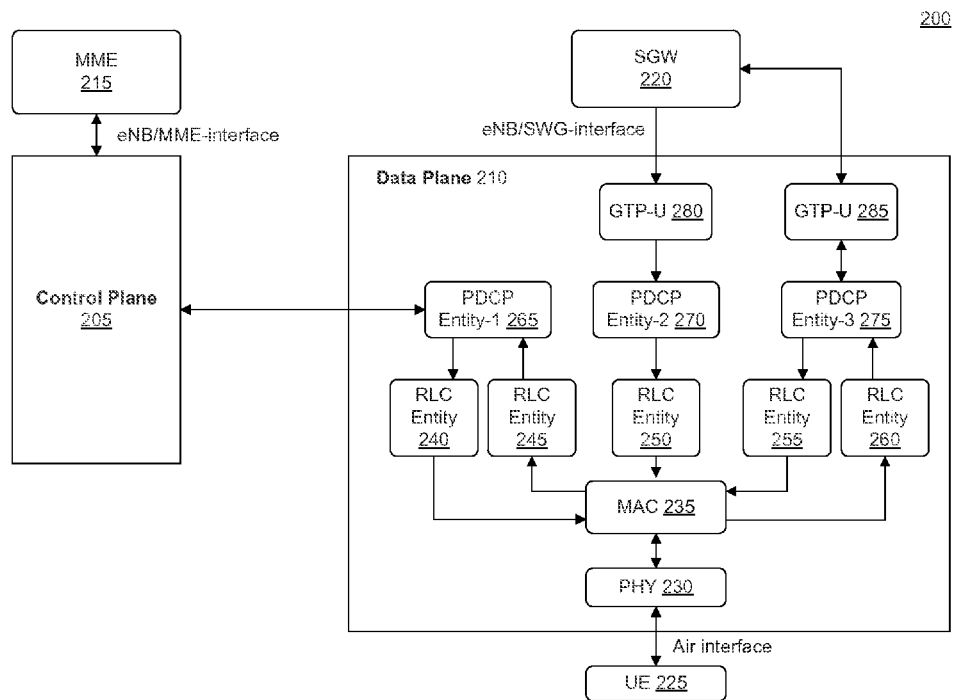 200
MME
215
SGW
220
eNB/MME-interface
eNB/SWG-interface
Data Plane 210
GTP-U 280
GTP-U 285
Control Plane
205
PDCP
Entity-1 265
PDCP
Entity-2 270
PDCP
Entity-3 275
RLC
Entity
240
RLC
Entity
245
RLC
Entity
250
RLC
Entity
255
RLC
Entity
260
MAC 235
PHY 230
Air interface
UE 225